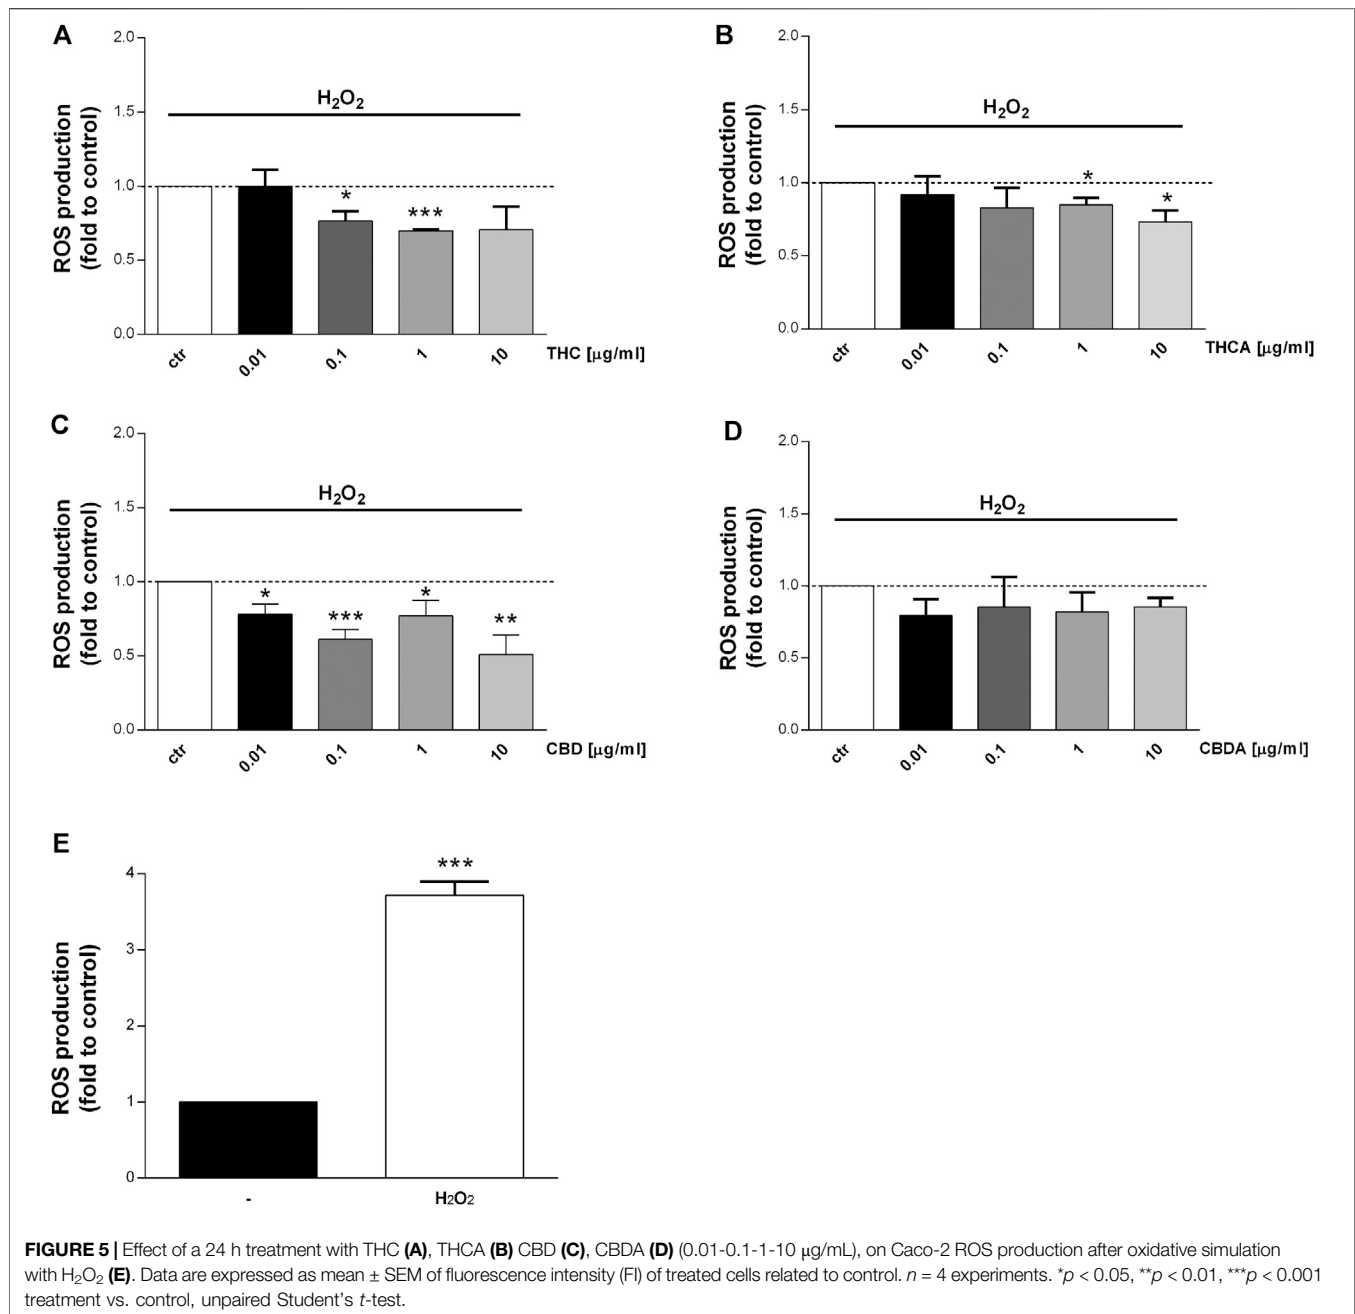 A
2.0
1.5
1.0
0.5
0.0
ROS production
(fold to control)
H₂O₂
*
***
ctr
0.01
0.1
1
10
THC [μg/ml]
B
2.0
1.5
1.0
0.5
0.0
ROS production
(fold to control)
H₂O₂
*
*
ctr
0.01
0.1
1
10
THCA [μg/ml]
C
2.0
1.5
1.0
0.5
0.0
ROS production
(fold to control)
H₂O₂
*
***
*
**
ctr
0.01
0.1
1
10
CBD [μg/ml]
D
2.0
1.5
1.0
0.5
0.0
ROS production
(fold to control)
H₂O₂
ctr
0.01
0.1
1
10
CBDA [μg/ml]
E
4
3
2
1
0
ROS production
(fold to control)
***
-
H₂O₂
FIGURE 5 | Effect of a 24 h treatment with THC (A), THCA (B) CBD (C), CBDA (D) (0.01-0.1-1-10 μg/mL), on Caco-2 ROS production after oxidative simulation
with H₂O₂ (E). Data are expressed as mean ± SEM of fluorescence intensity (FI) of treated cells related to control. n = 4 experiments. *p < 0.05, **p < 0.01, ***p < 0.001
treatment vs. control, unpaired Student's t-test.